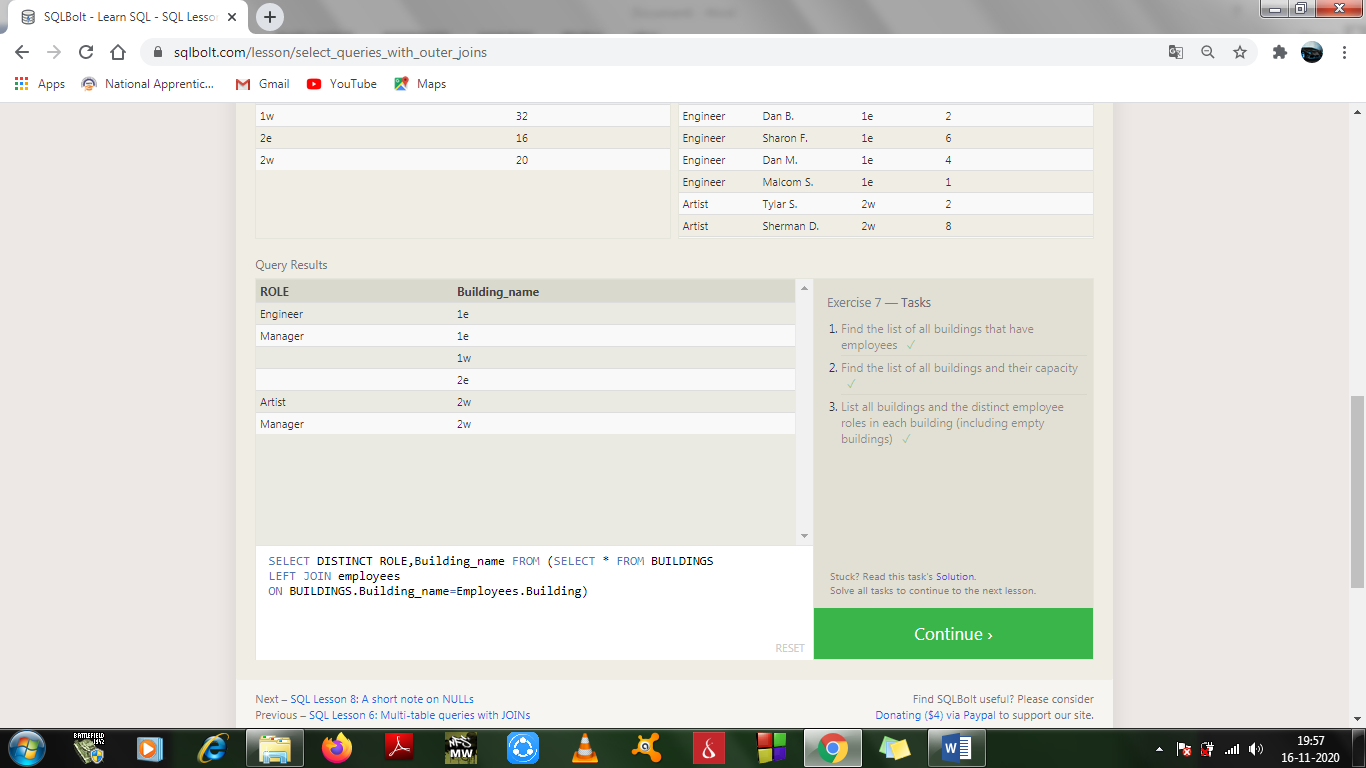 SQLBolt - Learn SQL - SQL Lesson
sqlbolt.com/lesson/select_queries_with_outer_joins
Apps National Apprentic... Gmail YouTube Maps
1w 32
2e 16
2w 20
Engineer Dan B. 1e 2
Engineer Sharon F. 1e 6
Engineer Dan M. 1e 4
Engineer Malcom S. 1e 1
Artist Tylar S. 2w 2
Artist Sherman D. 2w 8
Query Results
ROLE Building_name
Engineer 1e
Manager 1e
1w
2e
Artist 2w
Manager 2w
Exercise 7 — Tasks
1. Find the list of all buildings that have
employees ✓
2. Find the list of all buildings and their capacity
✓
3. List all buildings and the distinct employee
roles in each building (including empty
buildings) ✓
SELECT DISTINCT ROLE,Building_name FROM (SELECT * FROM BUILDINGS
LEFT JOIN employees
ON BUILDINGS.Building_name=Employees.Building)
RESET
Stuck? Read this task's Solution.
Solve all tasks to continue to the next lesson.
Continue ›
Next – SQL Lesson 8: A short note on NULLs
Previous – SQL Lesson 6: Multi-table queries with JOINs
Find SQLBolt useful? Please consider
Donating ($4) via Paypal to support our site.
BATTLEFIELD
1942
NFS
MW
19:57
16-11-2020